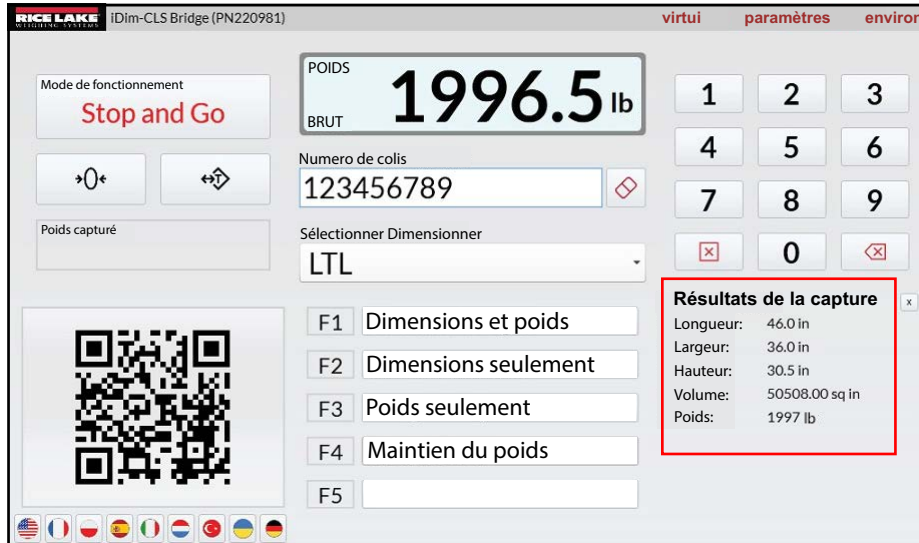 RICE LAKE
WEIGHING SYSTEMS
iDim-CLS Bridge (PN220981)
virtui paramètres environ
Mode de fonctionnement
Stop and Go
POIDS
BRUT
1996.5 lb
Numero de colis
123456789
Poids capturé
Sélectionner Dimensionner
LTL
1 2 3
4 5 6
7 8 9
0
F1 Dimensions et poids
F2 Dimensions seulement
F3 Poids seulement
F4 Maintien du poids
F5
Résultats de la capture x
Longueur: 46.0 in
Largeur: 36.0 in
Hauteur: 30.5 in
Volume: 50508.00 sq in
Poids: 1997 lb